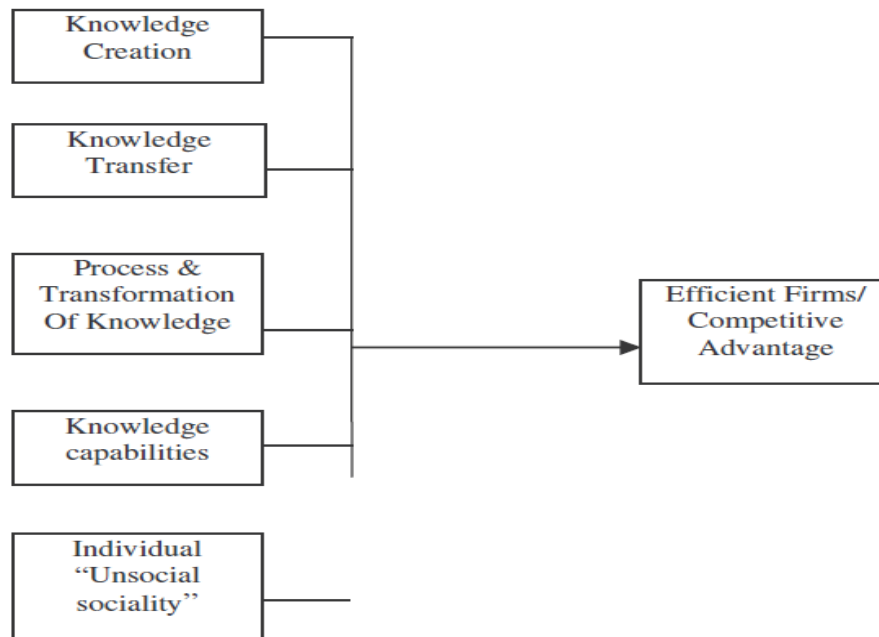 Knowledge
Creation
Knowledge
Transfer
Process &
Transformation
Of Knowledge
Knowledge
capabilities
Individual
“Unsocial
sociality”
Efficient Firms/
Competitive
Advantage